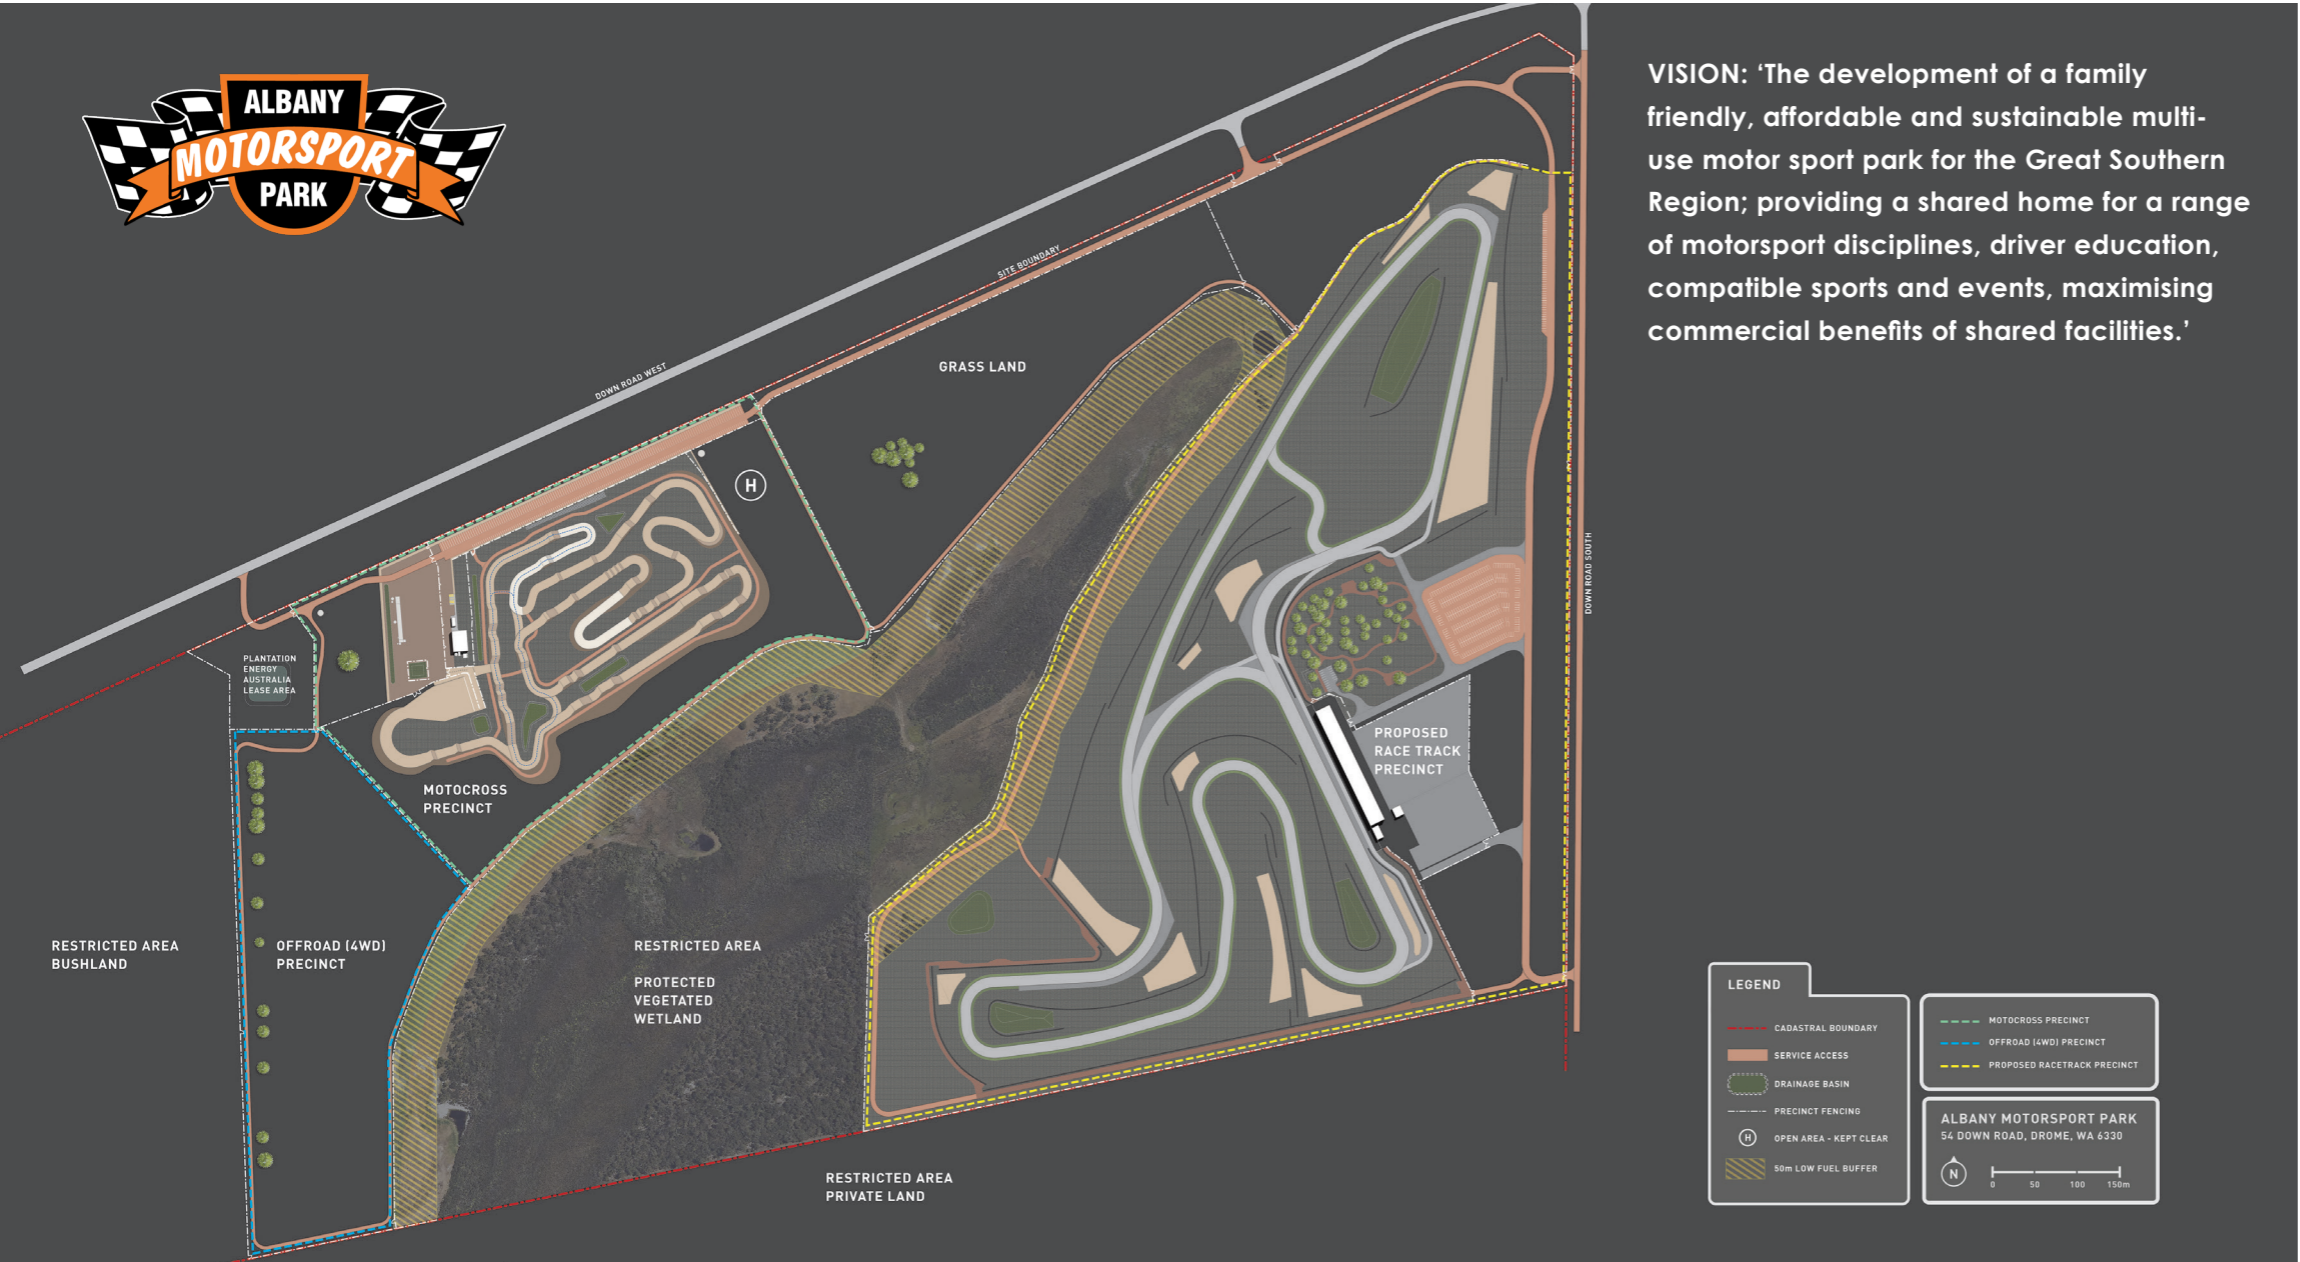 ALBANY
MOTORSPORT
PARK
VISION: ‘The development of a family
friendly, affordable and sustainable multi-
use motor sport park for the Great Southern
Region; providing a shared home for a range
of motorsport disciplines, driver education,
compatible sports and events, maximising
commercial benefits of shared facilities.’
SITE BOUNDARY
DOWN ROAD WEST
GRASS LAND
H
DOWN ROAD SOUTH
PLANTATION
ENERGY
AUSTRALIA
LEASE AREA
PROPOSED
RACE TRACK
PRECINCT
MOTOCROSS
PRECINCT
RESTRICTED AREA
BUSHLAND
OFFROAD (4WD)
PRECINCT
RESTRICTED AREA
PROTECTED
VEGETATED
WETLAND
RESTRICTED AREA
PRIVATE LAND
LEGEND
CADASTRAL BOUNDARY
SERVICE ACCESS
DRAINAGE BASIN
PRECINCT FENCING
H OPEN AREA - KEPT CLEAR
50m LOW FUEL BUFFER
MOTOCROSS PRECINCT
OFFROAD (4WD) PRECINCT
PROPOSED RACETRACK PRECINCT
ALBANY MOTORSPORT PARK
54 DOWN ROAD, DROME, WA 6330
N
0 50 100 150m